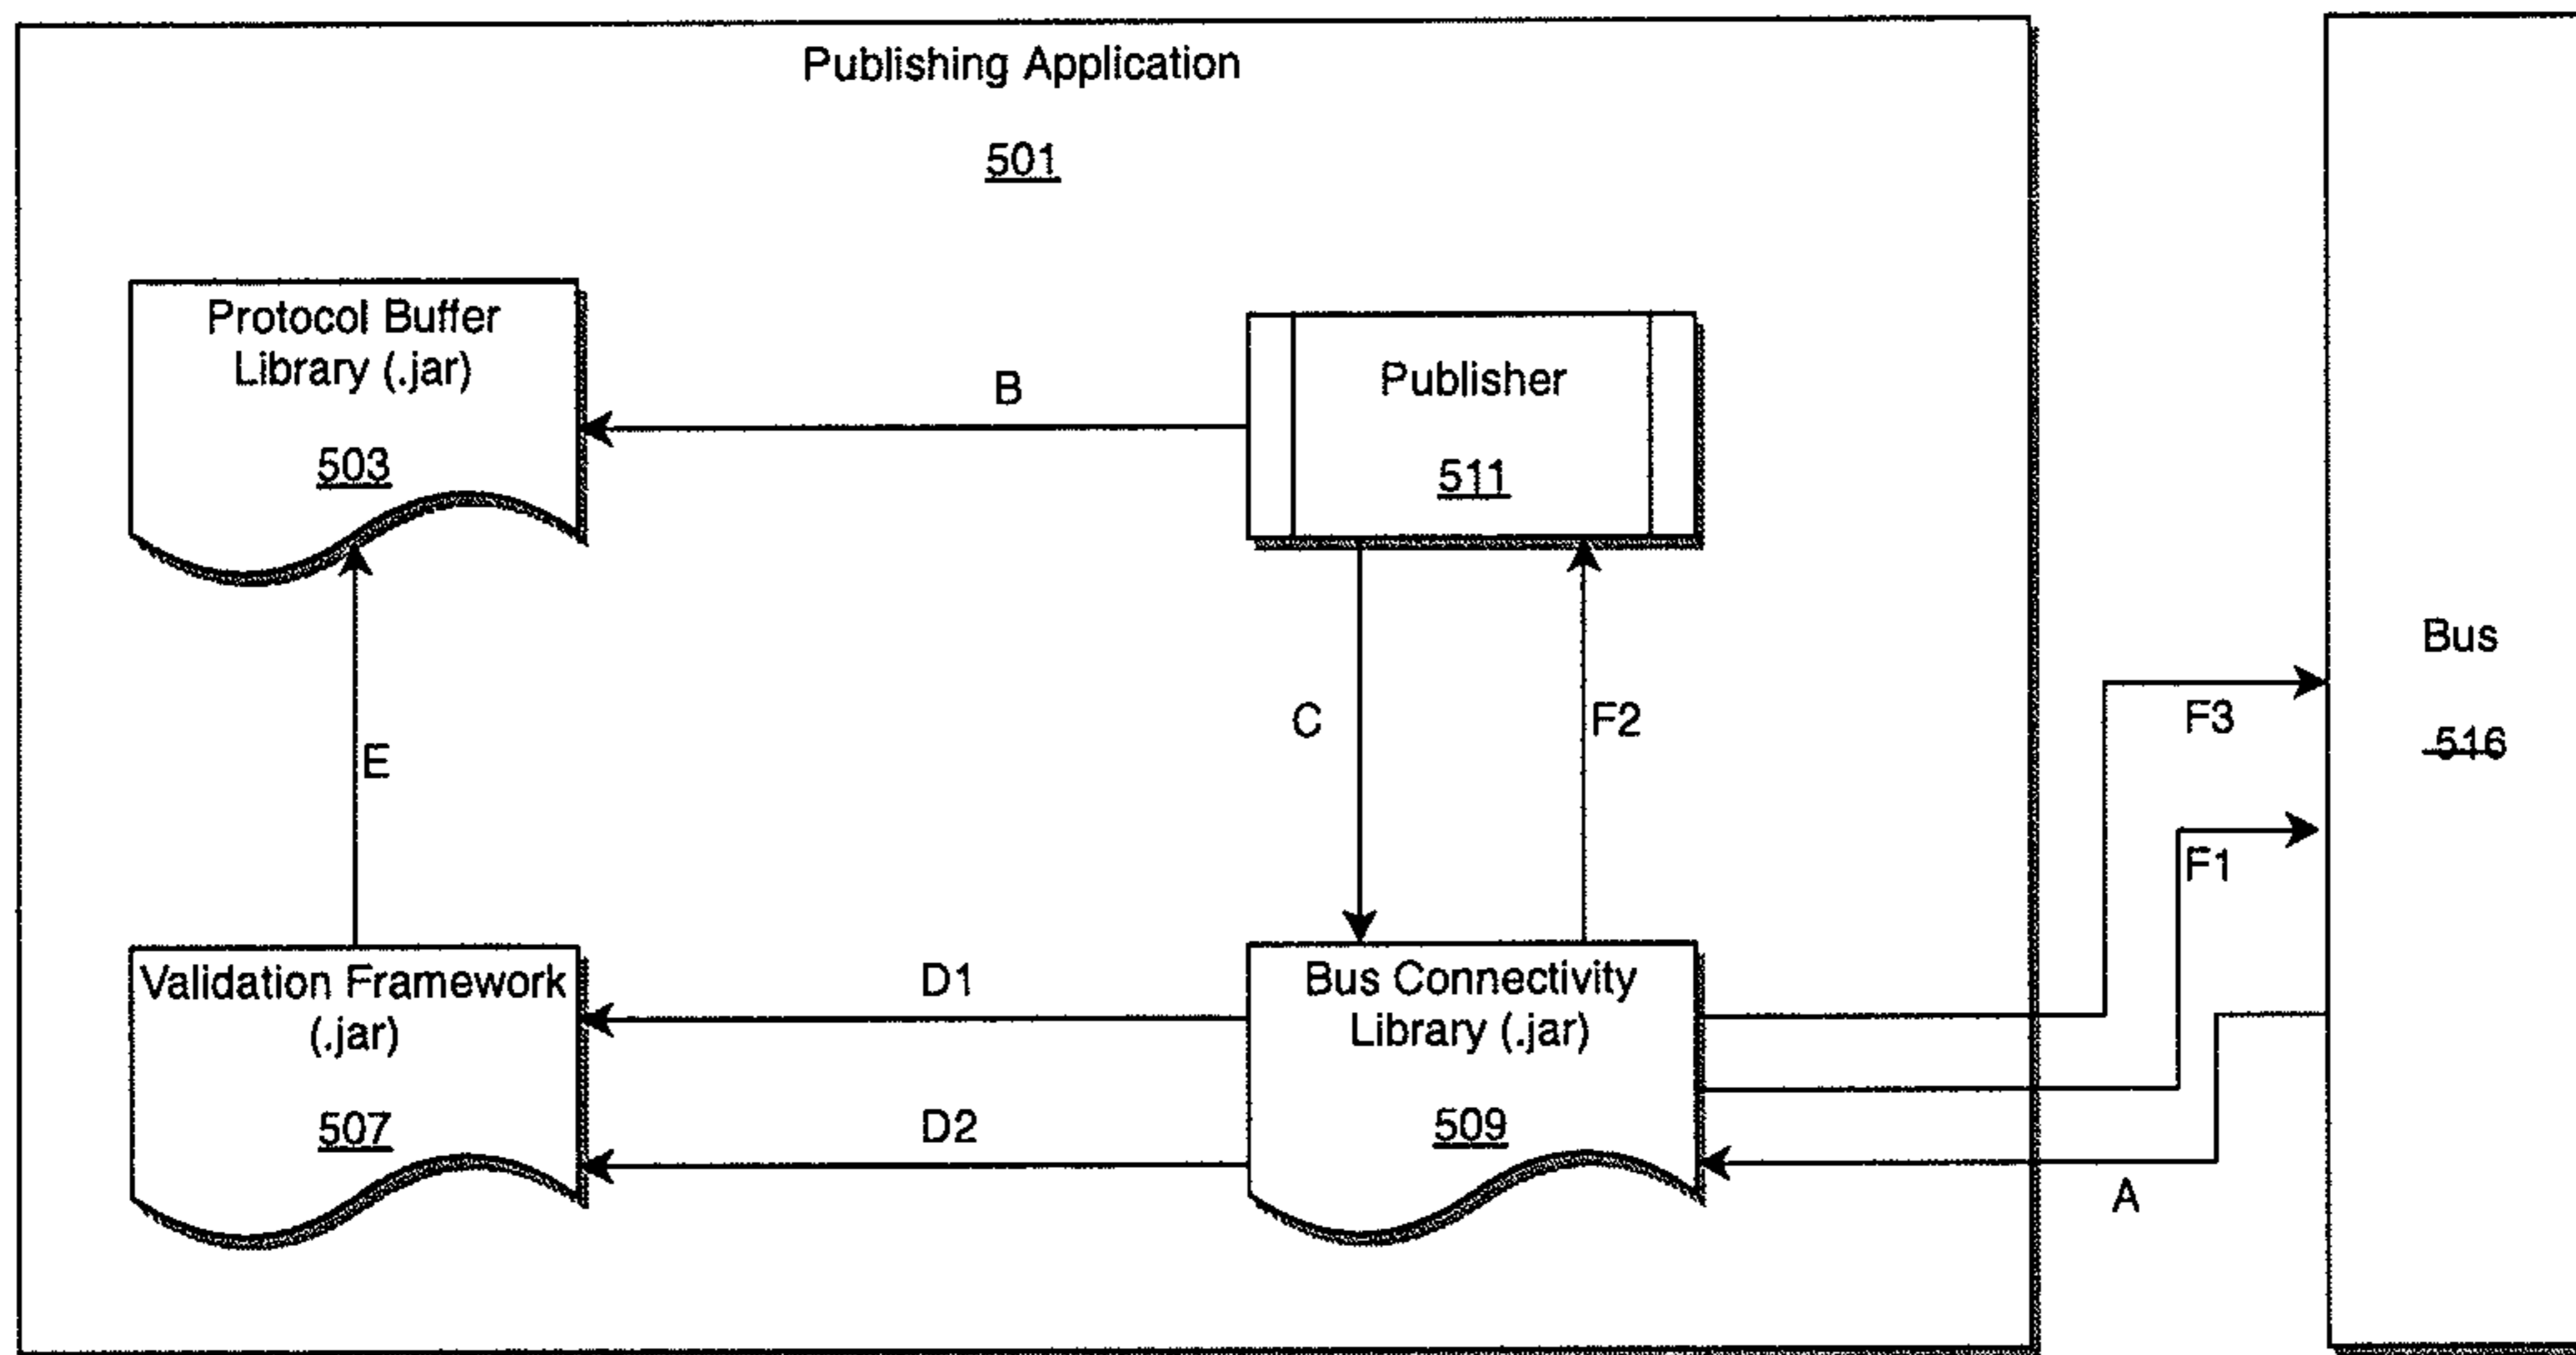 Publishing Application
501
Protocol Buffer
Library (.jar)
503
B
Publisher
511
Bus
516
C
F2
F3
E
F1
Validation Framework
(.jar)
507
D1
D2
Bus Connectivity
Library (.jar)
509
A